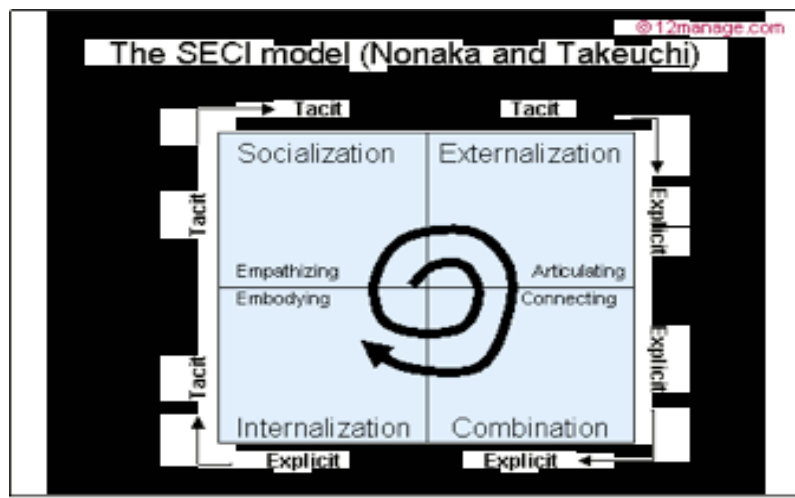 © 12manage.com
The SECI model (Nonaka and Takeuchi)
Tacit Tacit
Socialization Externalization
Tacit Explicit
Empathizing Articulating
Embodying Connecting
Tacit Explicit
Internalization Combination
Explicit Explicit